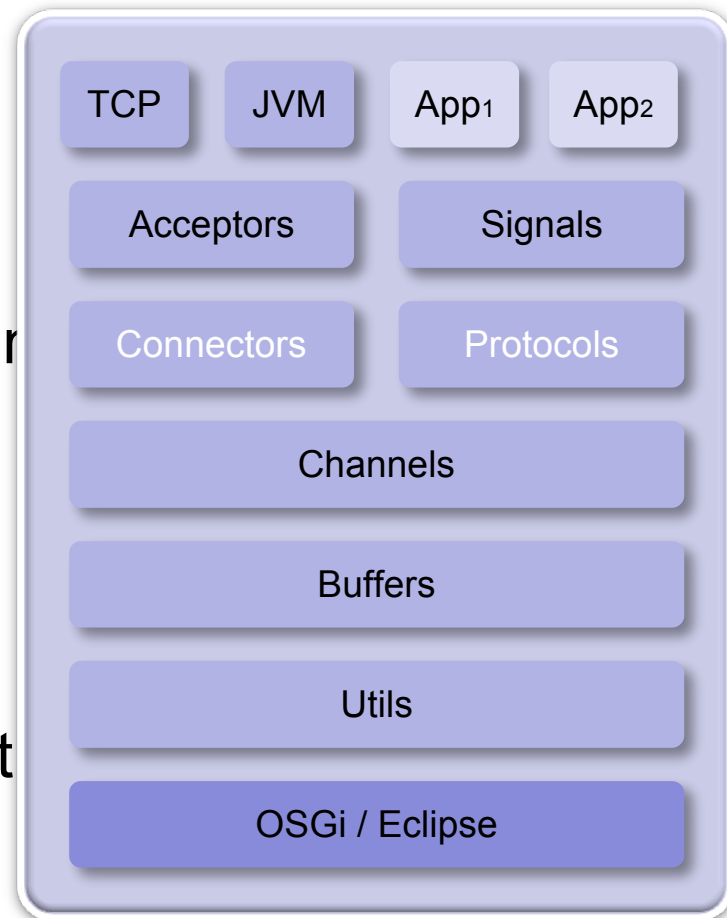 TCP JVM App1 App2
Acceptors Signals
Connectors Protocols
Channels
Buffers
Utils
OSGi / Eclipse